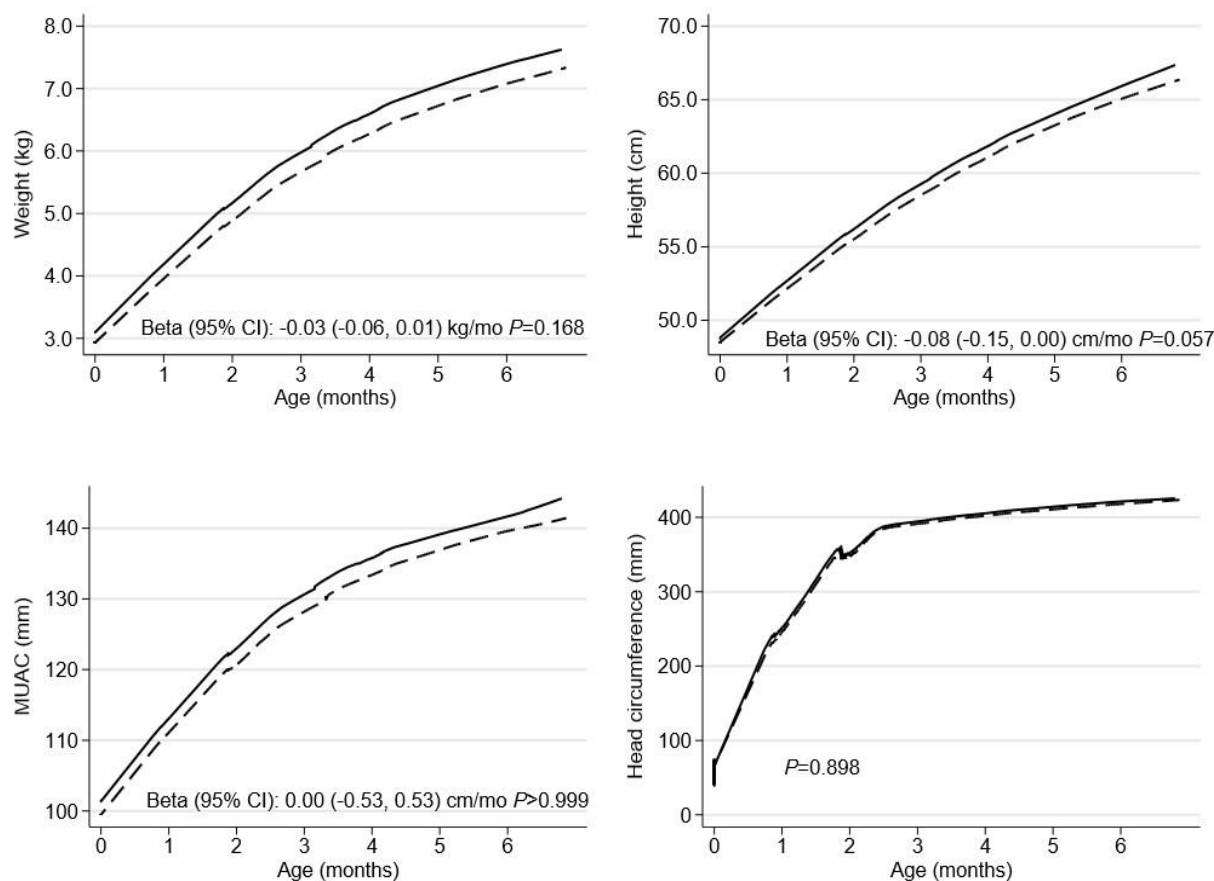 Weight (kg)
8.0
7.0
6.0
5.0
4.0
3.0
Beta (95% CI): -0.03 (-0.06, 0.01) kg/mo P=0.168
0 1 2 3 4 5 6
Age (months)
Height (cm)
70.0
65.0
60.0
55.0
50.0
Beta (95% CI): -0.08 (-0.15, 0.00) cm/mo P=0.057
0 1 2 3 4 5 6
Age (months)
MUAC (mm)
140
130
120
110
100
Beta (95% CI): 0.00 (-0.53, 0.53) cm/mo P>0.999
0 1 2 3 4 5 6
Age (months)
Head circumference (mm)
400
300
200
100
0
P=0.898
0 1 2 3 4 5 6
Age (months)